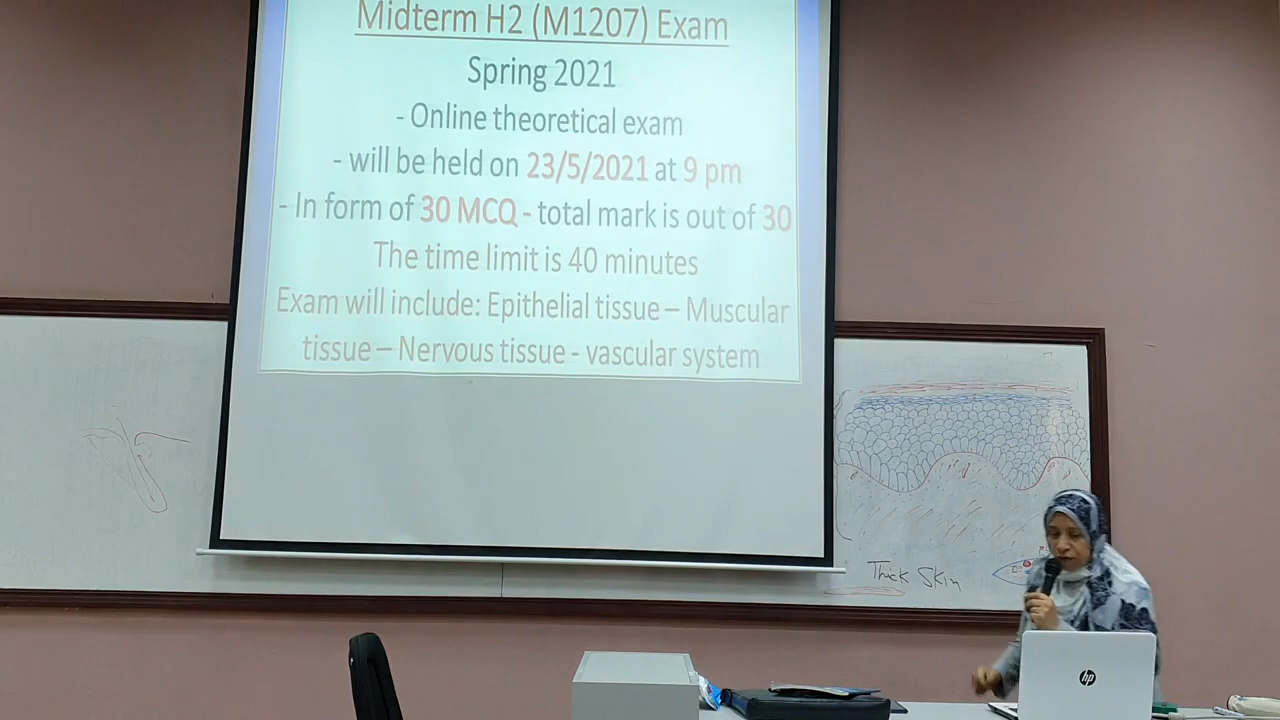 Midterm H2 (M1207) Exam
Spring 2021
- Online theoretical exam
- will be held on 23/5/2021 at 9 pm
- In form of 30 MCQ - total mark is out of 30
The time limit is 40 minutes
Exam will include: Epithelial tissue – Muscular
tissue – Nervous tissue - vascular system
Thick Skin
hp